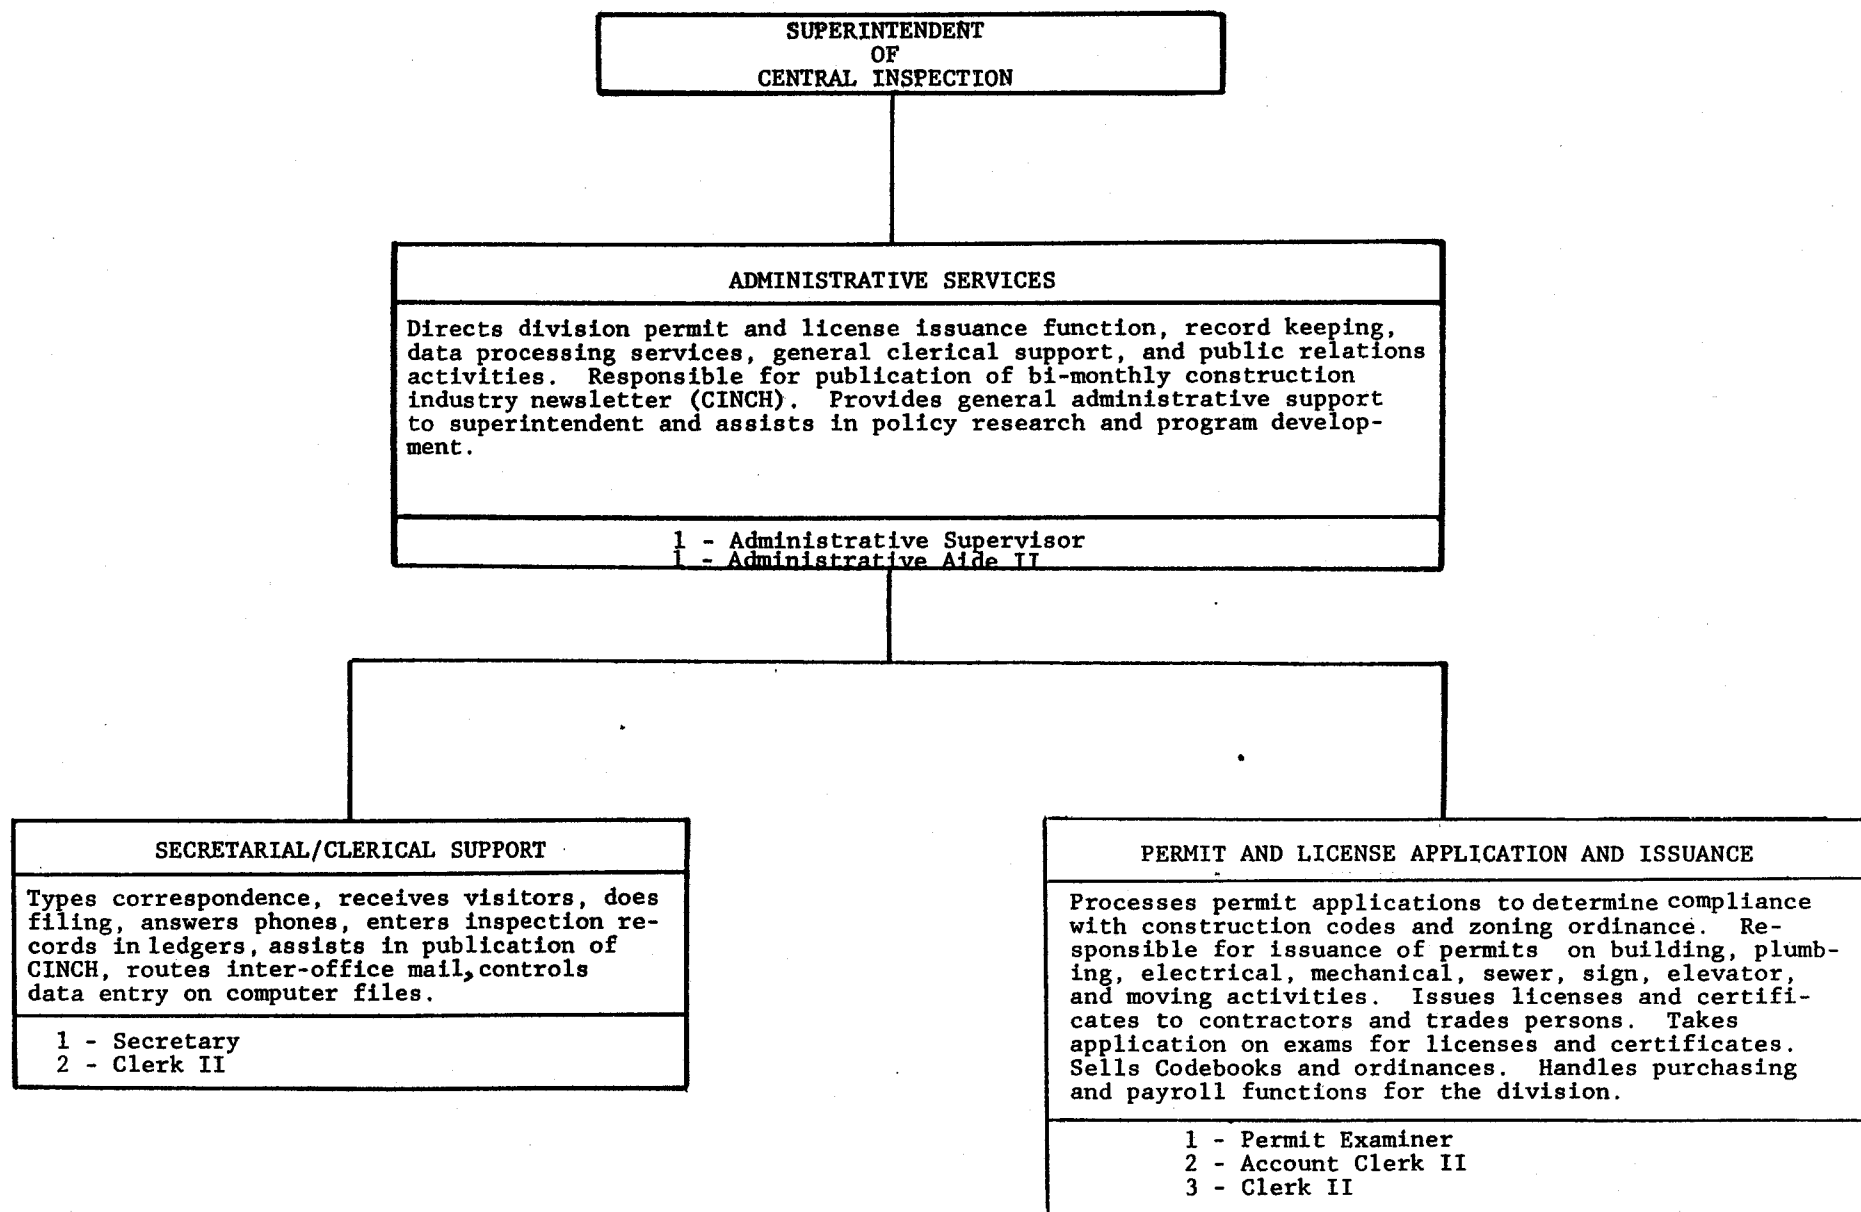 SUPERINTENDENT
OF
CENTRAL INSPECTION
ADMINISTRATIVE SERVICES
Directs division permit and license issuance function, record keeping,
data processing services, general clerical support, and public relations
activities. Responsible for publication of bi-monthly construction
industry newsletter (CINCH). Provides general administrative support
to superintendent and assists in policy research and program develop-
ment.
1 - Administrative Supervisor
1 - Administrative Aide II
SECRETARIAL/CLERICAL SUPPORT
Types correspondence, receives visitors, does
filing, answers phones, enters inspection re-
cords in ledgers, assists in publication of
CINCH, routes inter-office mail, controls
data entry on computer files.
1 - Secretary
2 - Clerk II
PERMIT AND LICENSE APPLICATION AND ISSUANCE
Processes permit applications to determine compliance
with construction codes and zoning ordinance. Re-
sponsible for issuance of permits on building, plumb-
ing, electrical, mechanical, sewer, sign, elevator,
and moving activities. Issues licenses and certifi-
cates to contractors and trades persons. Takes
application on exams for licenses and certificates.
Sells Codebooks and ordinances. Handles purchasing
and payroll functions for the division.
1 - Permit Examiner
2 - Account Clerk II
3 - Clerk II